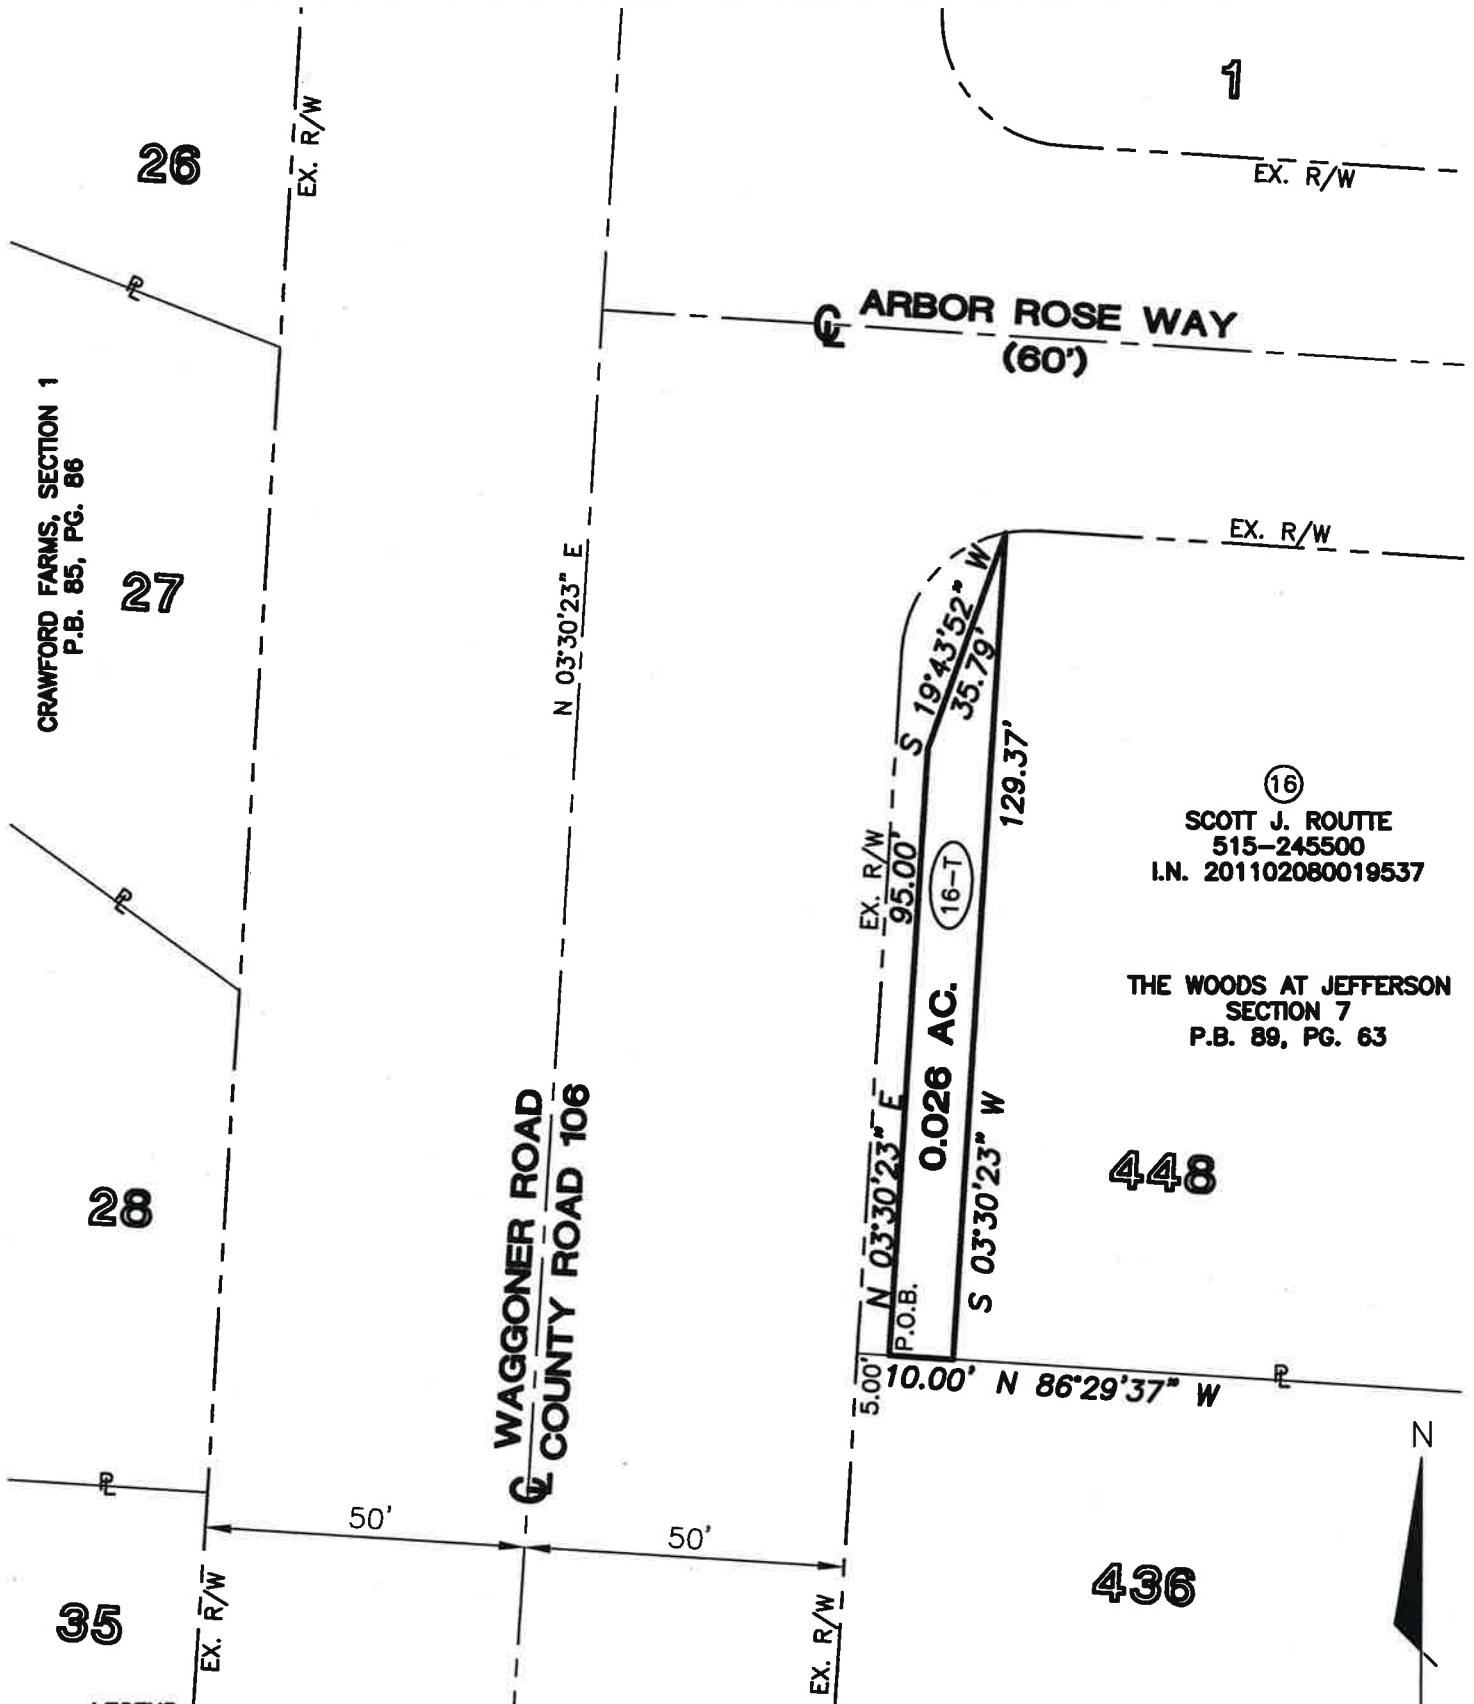 1
26
EX. R/W
EX. R/W
ARBOR ROSE WAY
(60')
CRAWFORD FARMS, SECTION 1
P.B. 85, PG. 86
27
N 03°30'23" E
EX. R/W
S 19°43'52" W
35.79'
129.37'
16
SCOTT J. ROUTTE
515-245500
I.N. 201102080019537
EX. R/W
95.00'
16-T
0.026 AC.
THE WOODS AT JEFFERSON
SECTION 7
P.B. 89, PG. 63
N 03°30'23" E
S 03°30'23" W
448
28
WAGGONER ROAD
COUNTY ROAD 106
P.O.B.
5.00'
10.00' N 86°29'37" W
N
50'
50'
436
35
EX. R/W
EX. R/W